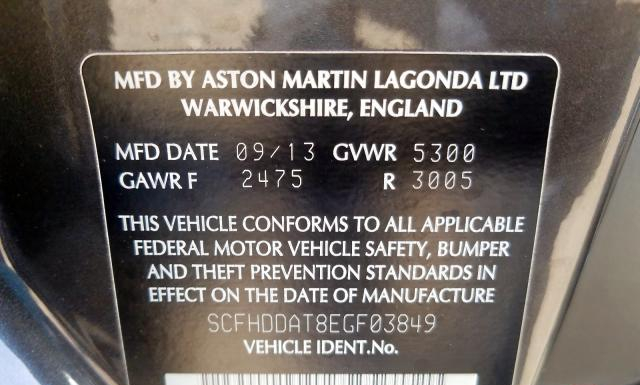 MFD BY ASTON MARTIN LAGONDA LTD
WARWICKSHIRE, ENGLAND
MFD DATE 09/13 GVWR 5300
GAWR F 2475 R 3005
THIS VEHICLE CONFORMS TO ALL APPLICABLE
FEDERAL MOTOR VEHICLE SAFETY, BUMPER
AND THEFT PREVENTION STANDARDS IN
EFFECT ON THE DATE OF MANUFACTURE
SCFHDDAT8EGF03849
VEHICLE IDENT.No.